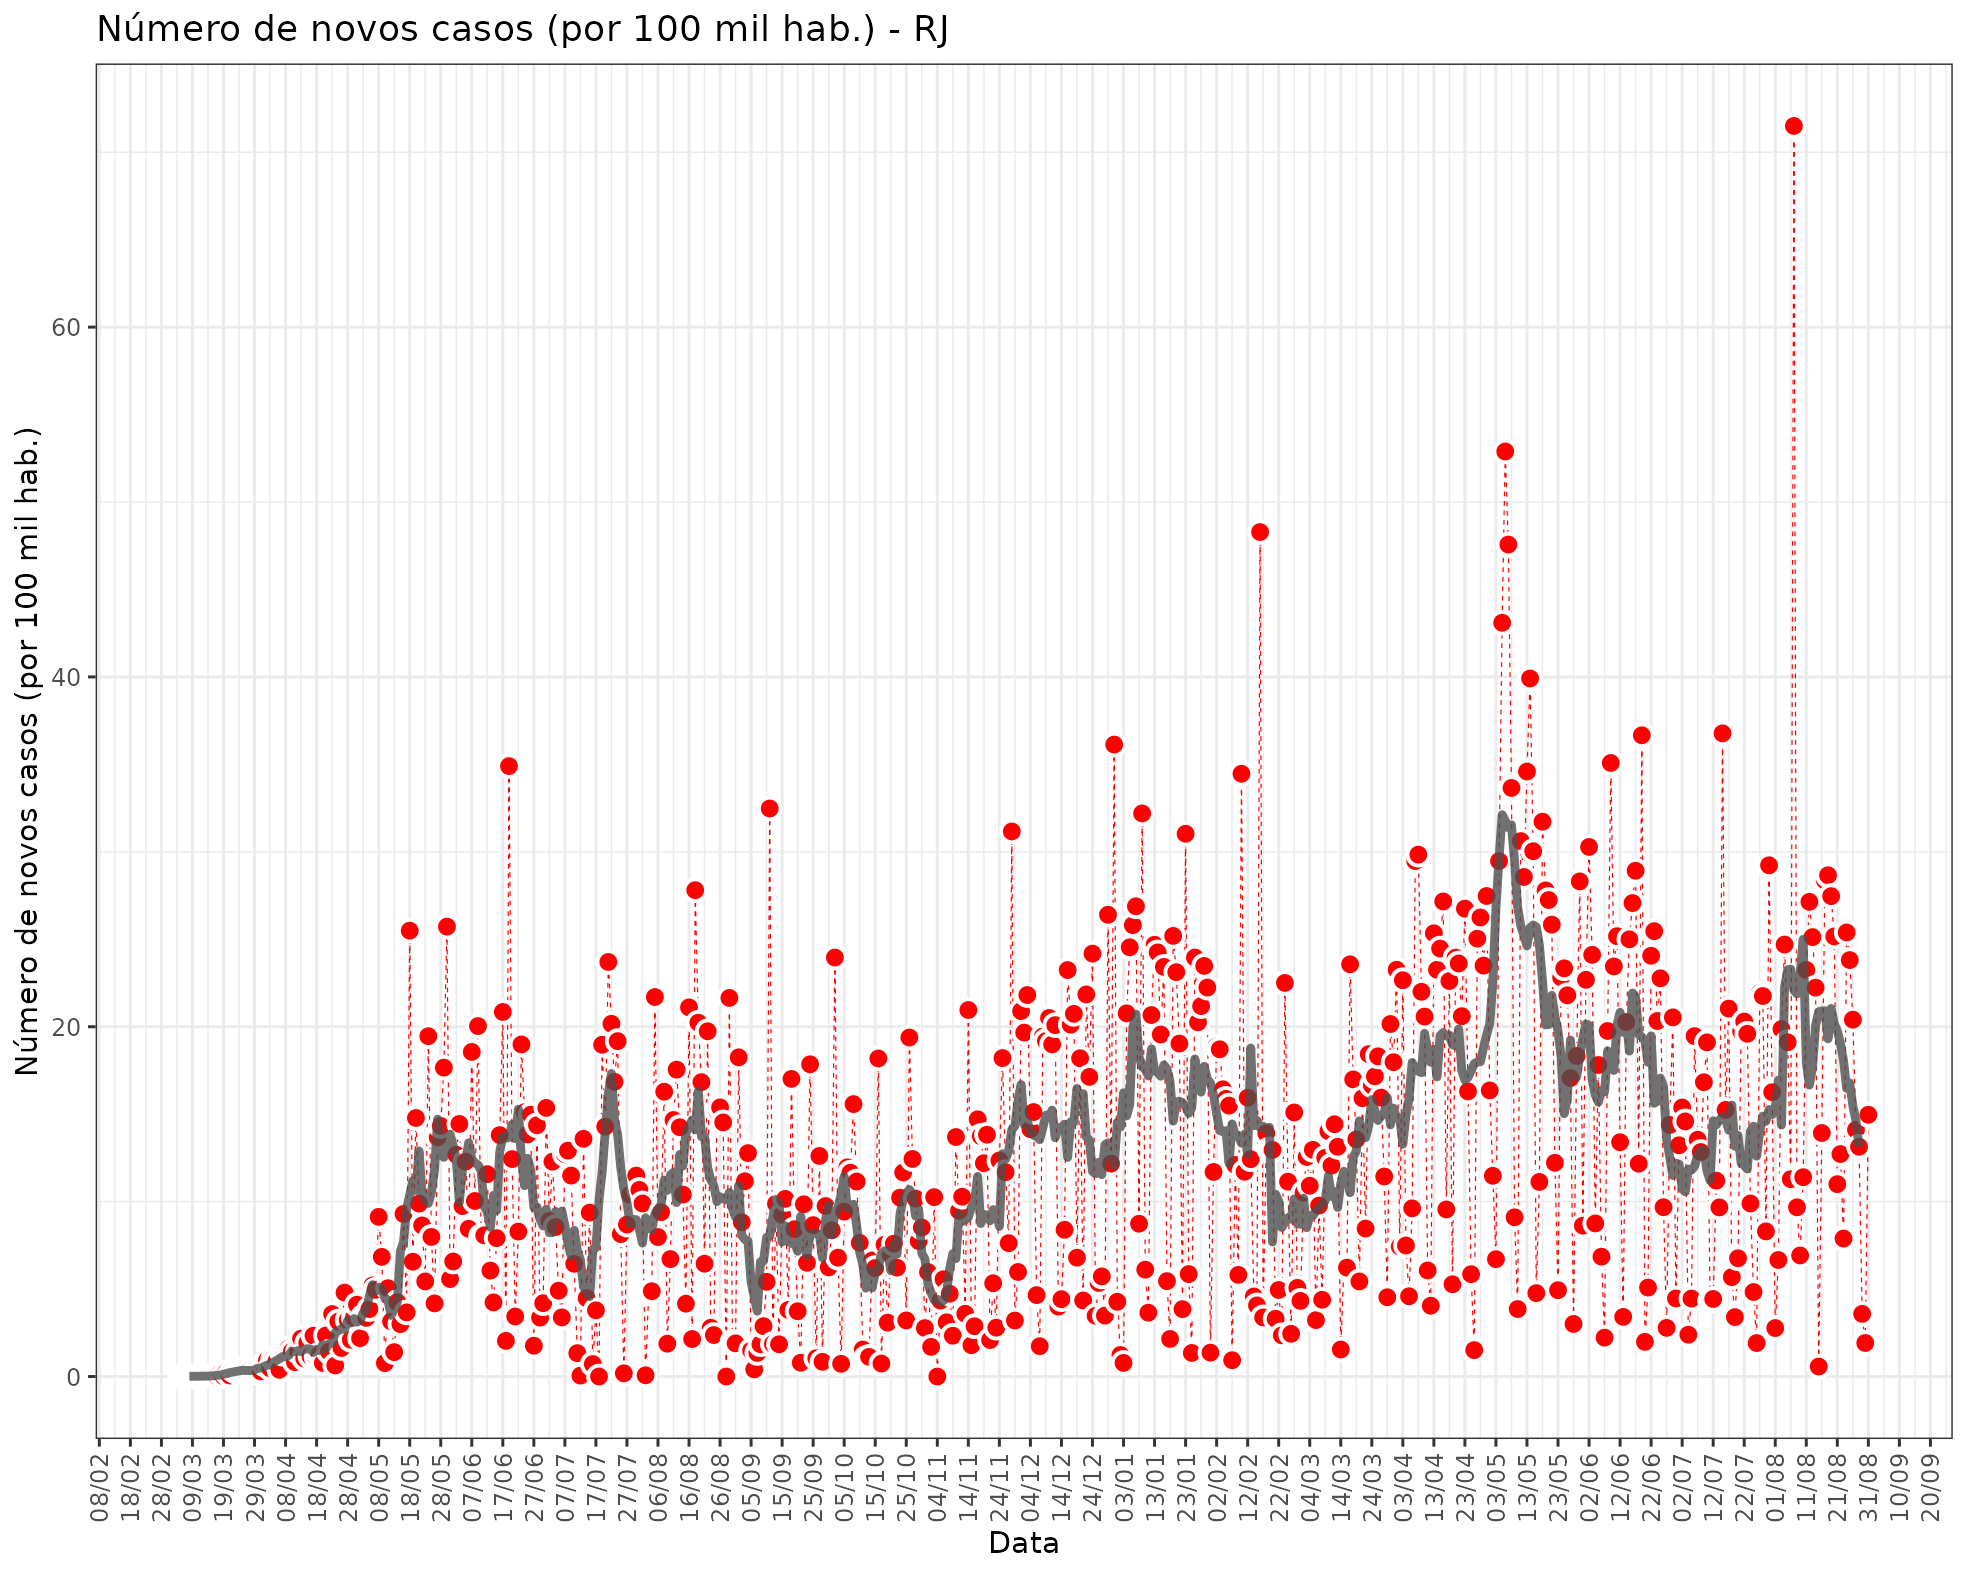 Número de novos casos (por 100 mil hab.) - RJ
Número de novos casos (por 100 mil hab.)
60
40
20
0
08/02 18/02 28/02 09/03 19/03 29/03 08/04 18/04 28/04 08/05 18/05 28/05 07/06 17/06 27/06 07/07 17/07 27/07 06/08 16/08 26/08 05/09 15/09 25/09 05/10 15/10 25/10 04/11 14/11 24/11 04/12 14/12 24/12 03/01 13/01 23/01 02/02 12/02 22/02 04/03 14/03 24/03 03/04 13/04 23/04 03/05 13/05 23/05 02/06 12/06 22/06 02/07 12/07 22/07 01/08 11/08 21/08 31/08 10/09 20/09
Data